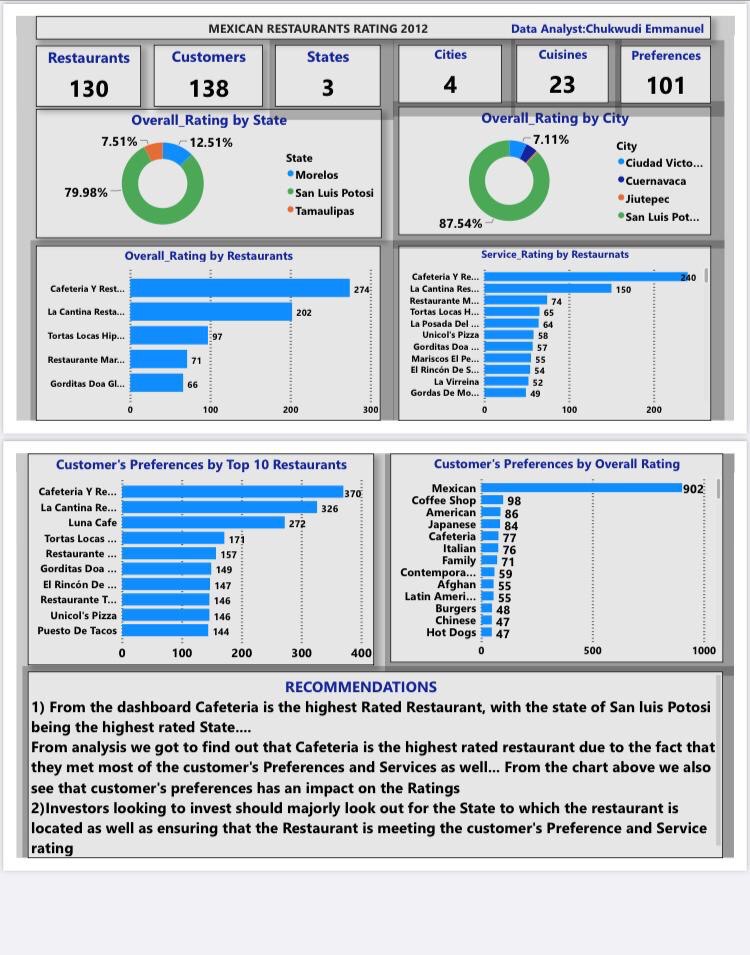 MEXICAN RESTAURANTS RATING 2012
Data Analyst:Chukwudi Emmanuel
Restaurants
130
Customers
138
States
3
Cities
4
Cuisines
23
Preferences
101
Overall_Rating by State
7.51%
12.51%
79.98%
State
Morelos
San Luis Potosi
Tamaulipas
Overall_Rating by City
7.11%
87.54%
City
Ciudad Victo...
Cuernavaca
Jiutepec
San Luis Pot...
Overall_Rating by Restaurants
Cafeteria Y Rest... 274
La Cantina Resta... 202
Tortas Locas Hip... 97
Restaurante Mar... 71
Gorditas Doa Gl... 66
0 100 200 300
Service_Rating by Restaurnats
Cafeteria Y Re... 240
La Cantina Res... 150
Restaurante M... 74
Tortas Locas H... 65
La Posada Del ... 64
Unicol's Pizza 58
Gorditas Doa ... 57
Mariscos El Pe... 55
El Rincón De S... 54
La Virreina 52
Gordas De Mo... 49
0 100 200
Customer's Preferences by Top 10 Restaurants
Cafeteria Y Re... 370
La Cantina Re... 326
Luna Cafe 272
Tortas Locas ... 171
Restaurante ... 157
Gorditas Doa ... 149
El Rincón De ... 147
Restaurante T... 146
Unicol's Pizza 146
Puesto De Tacos 144
0 100 200 300 400
Customer's Preferences by Overall Rating
Mexican 902
Coffee Shop 98
American 86
Japanese 84
Cafeteria 77
Italian 76
Family 71
Contempora... 59
Afghan 55
Latin Ameri... 55
Burgers 48
Chinese 47
Hot Dogs 47
0 500 1000
RECOMMENDATIONS
1) From the dashboard Cafeteria is the highest Rated Restaurant, with the state of San luis Potosi
being the highest rated State....
From analysis we got to find out that Cafeteria is the highest rated restaurant due to the fact that
they met most of the customer's Preferences and Services as well... From the chart above we also
see that customer's preferences has an impact on the Ratings
2)Investors looking to invest should majorly look out for the State to which the restaurant is
located as well as ensuring that the Restaurant is meeting the customer's Preference and Service
rating